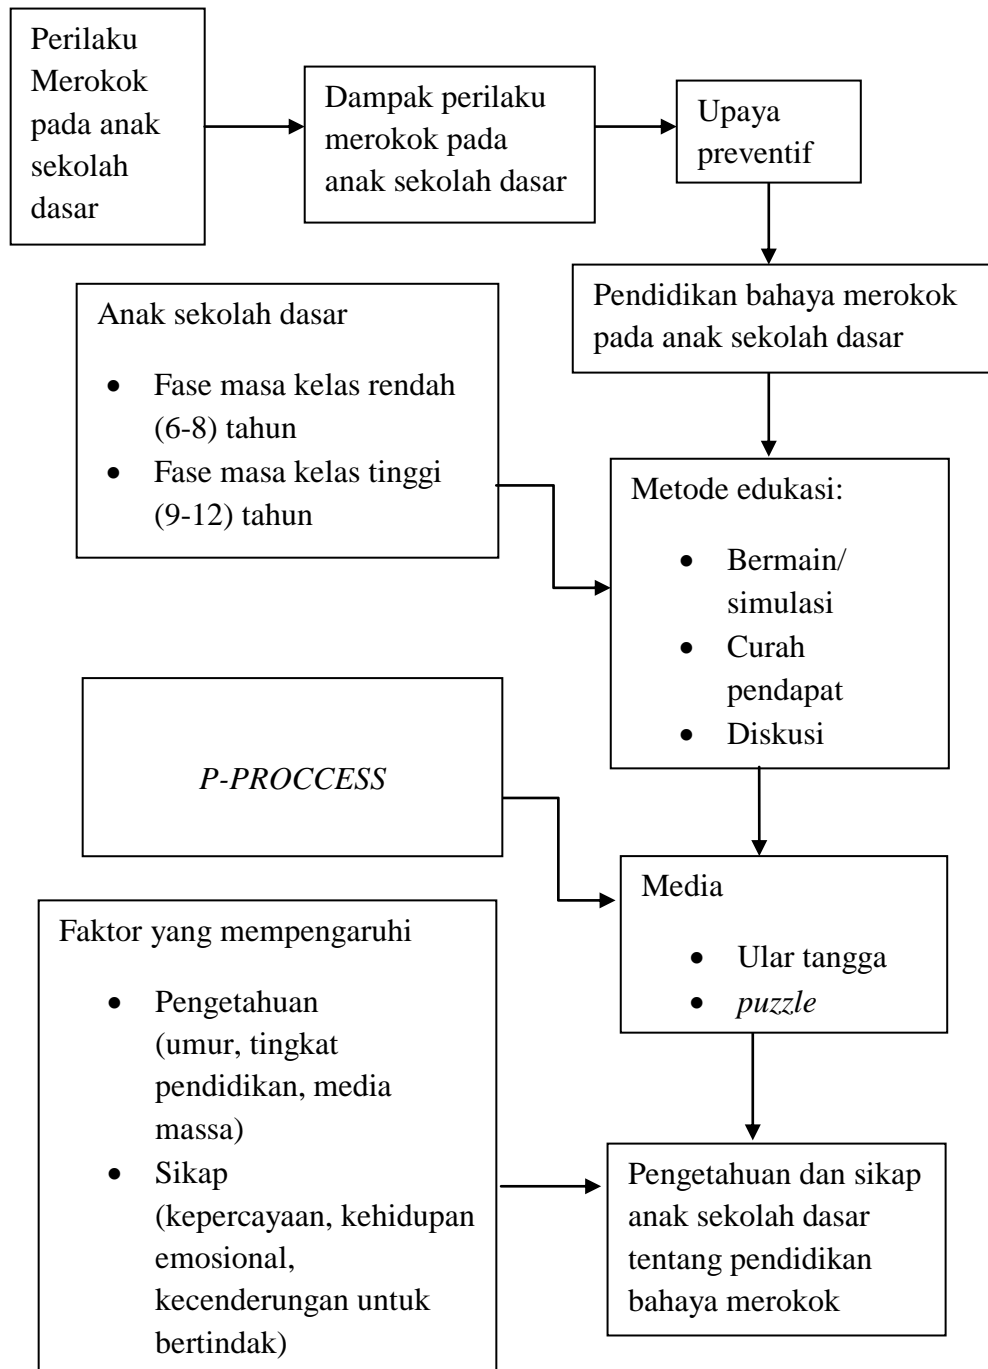 Perilaku
Merokok
pada anak
sekolah
dasar
Dampak perilaku
merokok pada
anak sekolah dasar
Upaya
preventif
Pendidikan bahaya merokok
pada anak sekolah dasar
Anak sekolah dasar
• Fase masa kelas rendah
(6-8) tahun
• Fase masa kelas tinggi
(9-12) tahun
Metode edukasi:
• Bermain/
simulasi
• Curah
pendapat
• Diskusi
P-PROCCESS
Media
• Ular tangga
• puzzle
Faktor yang mempengaruhi
• Pengetahuan
(umur, tingkat
pendidikan, media
massa)
• Sikap
(kepercayaan, kehidupan
emosional,
kecenderungan untuk
bertindak)
Pengetahuan dan sikap
anak sekolah dasar
tentang pendidikan
bahaya merokok